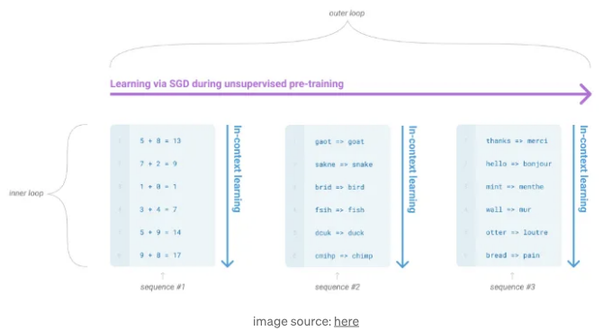 outer loop
Learning via SGD during unsupervised pre-training
inner loop
5 + 8 = 13
7 + 2 = 9
1 + 0 = 1
3 + 4 = 7
5 + 9 = 14
9 + 8 = 17
In-context learning
sequence #1
gaot => goat
sakne => snake
brid => bird
fsih => fish
dcuk => duck
cmihp => chimp
In-context learning
sequence #2
thanks => merci
hello => bonjour
mint => menthe
wall => mur
otter => loutre
bread => pain
In-context learning
sequence #3
image source: here